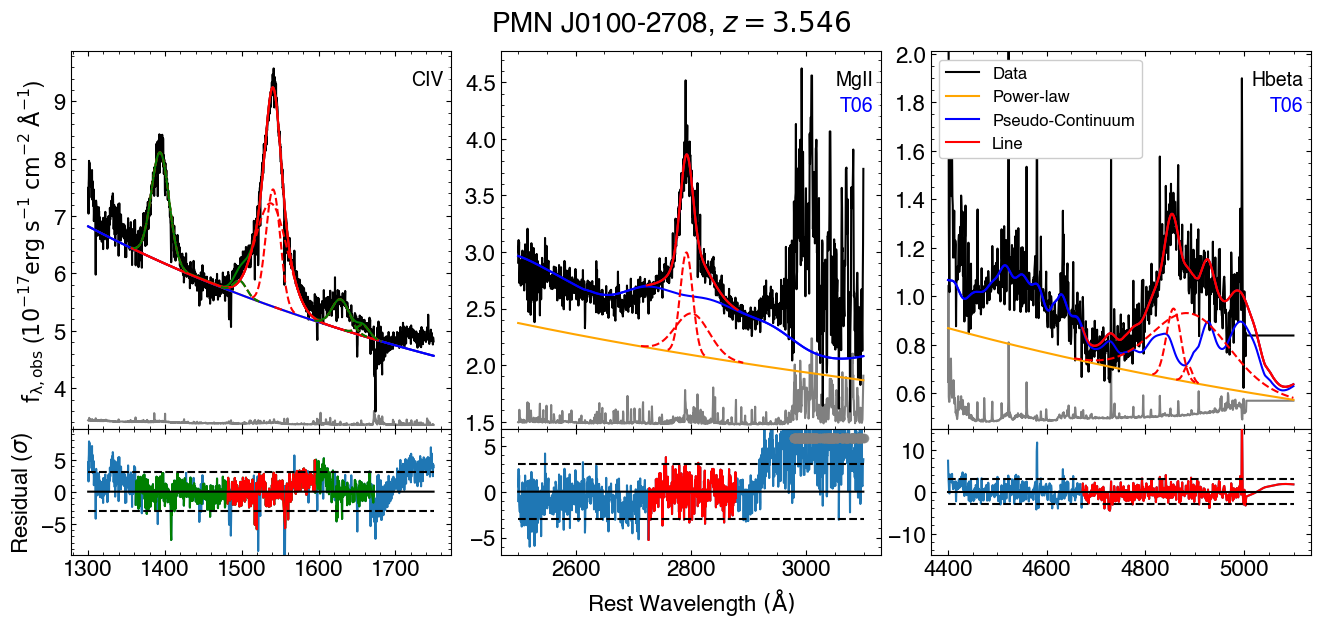 PMN J0100-2708, z = 3.546
f_λ,obs (10⁻¹⁷erg s⁻¹ cm⁻² Å⁻¹)
9
8
7
6
5
4
CIV
4.5
4.0
3.5
3.0
2.5
2.0
1.5
MgII
T06
2.0
1.8
1.6
1.4
1.2
1.0
0.8
0.6
Data
Power-law
Pseudo-Continuum
Line
Hbeta
T06
Residual (σ)
5
0
−5
1300 1400 1500 1600 1700
5
0
−5
2600 2800 3000
10
0
−10
4400 4600 4800 5000
Rest Wavelength (Å)